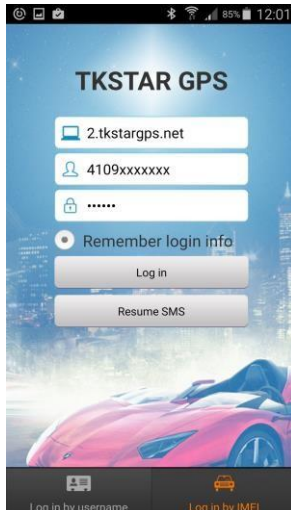 85% 12:01
TKSTAR GPS
2.tkstargps.net
4109xxxxxxx
••••••
Remember login info
Log in
Resume SMS
Log in by username Log in by IMEI